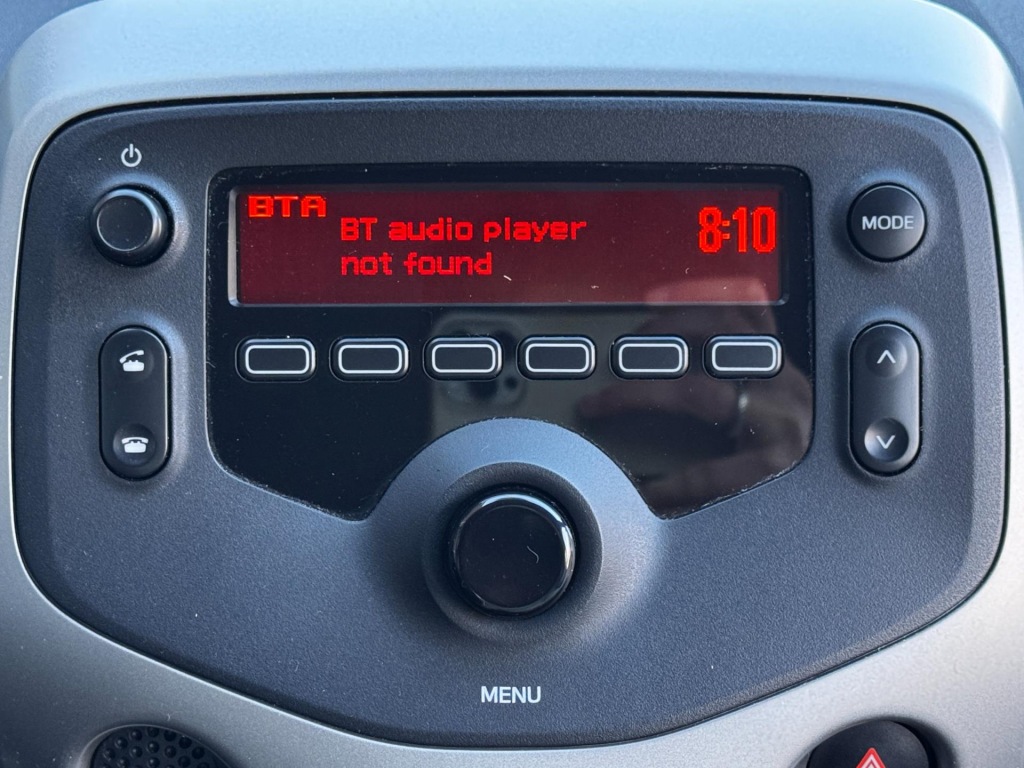 BTA
BT audio player
not found
8:10
MODE
MENU